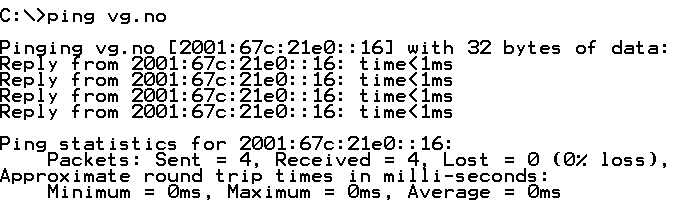 C:\>ping vg.no
Pinging vg.no [2001:67c:21e0::16] with 32 bytes of data:
Reply from 2001:67c:21e0::16: time<1ms
Reply from 2001:67c:21e0::16: time<1ms
Reply from 2001:67c:21e0::16: time<1ms
Reply from 2001:67c:21e0::16: time<1ms
Ping statistics for 2001:67c:21e0::16:
    Packets: Sent = 4, Received = 4, Lost = 0 (0% loss),
Approximate round trip times in milli-seconds:
    Minimum = 0ms, Maximum = 0ms, Average = 0ms